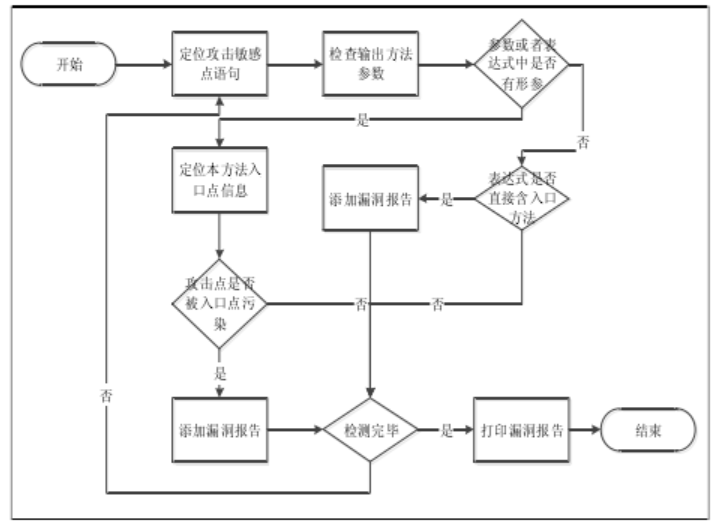 开始
定位攻击敏感
点语句
检查输出方法
参数
参数或者表
达式中是否
有形参
是
否
定位本方法入
口点信息
添加漏洞报告
是
表达式是否
直接含入口
方法
攻击点是否
被入口点污
染
否
否
是
否
添加漏洞报告
检测完毕
是
打印漏洞报告
结束